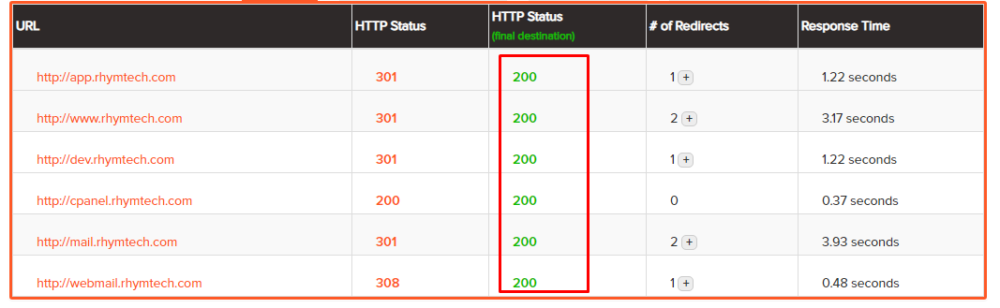 URL HTTP Status HTTP Status # of Redirects Response Time
(final destination)
http://app.rhymtech.com 301 200 1 + 1.22 seconds
http://www.rhymtech.com 301 200 2 + 3.17 seconds
http://dev.rhymtech.com 301 200 1 + 1.22 seconds
http://cpanel.rhymtech.com 200 200 0 0.37 seconds
http://mail.rhymtech.com 301 200 2 + 3.93 seconds
http://webmail.rhymtech.com 308 200 1 + 0.48 seconds